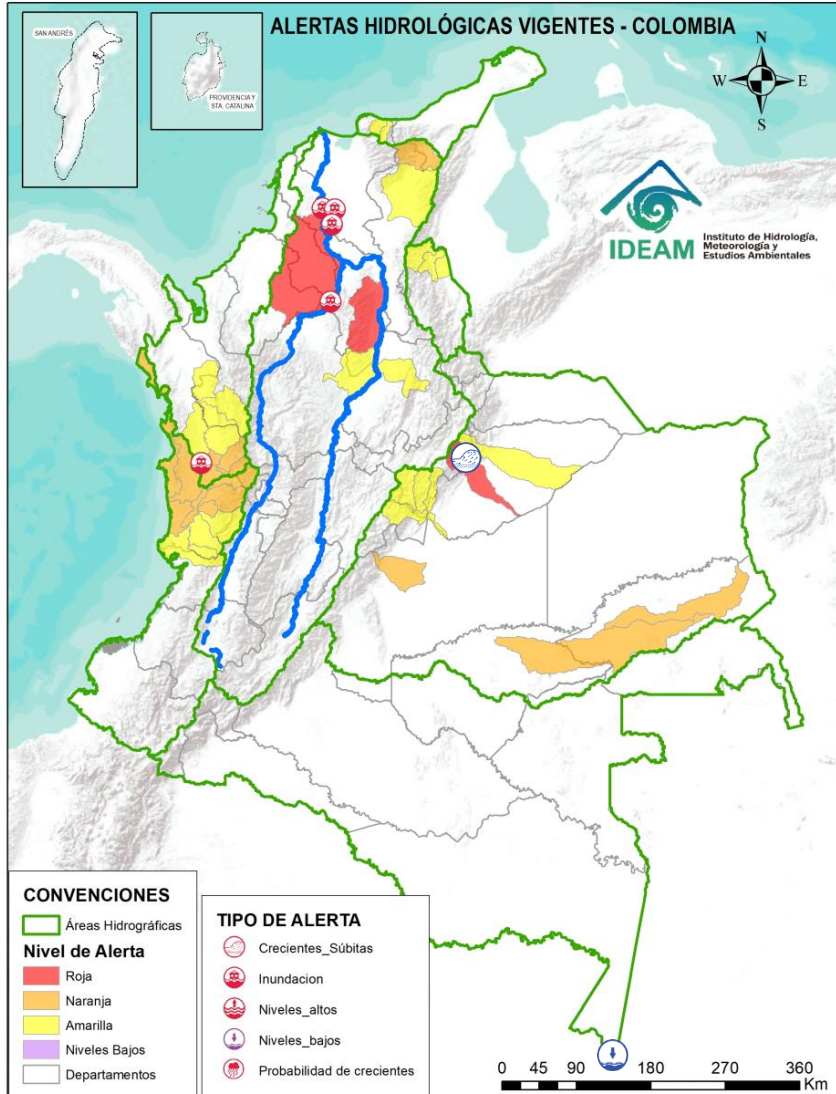 ALERTAS HIDROLÓGICAS VIGENTES - COLOMBIA
SAN ANDRÉS
PROVIDENCIA Y
STA. CATALINA
N
W
E
S
IDEAM
Instituto de Hidrología,
Meteorología y
Estudios Ambientales
CONVENCIONES
Áreas Hidrográficas
Nivel de Alerta
Roja
Naranja
Amarilla
Niveles Bajos
Departamentos
TIPO DE ALERTA
Crecientes_Súbitas
Inundacion
Niveles_altos
Niveles_bajos
Probabilidad de crecientes
0 45 90 180 270 360
Km